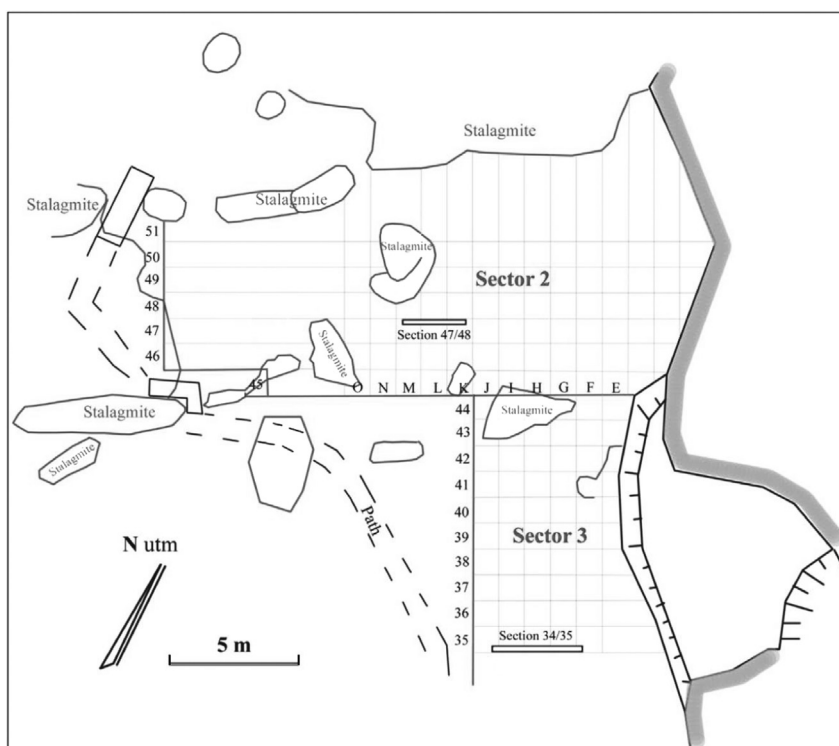 Stalagmite
Stalagmite
Stalagmite
51
50
Stalagmite
49
Sector 2
48
47
Section 47/48
46
Stalagmite
45
O N M L K J I H G F E
44
Stalagmite
Stalagmite
43
42
Stalagmite
41
40
Path
39
Sector 3
N utm
38
37
36
5 m
35
Section 34/35